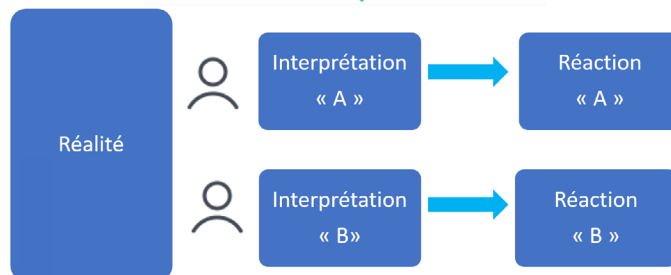 Réalité
Interprétation
« A »
Réaction
« A »
Interprétation
« B»
Réaction
« B »